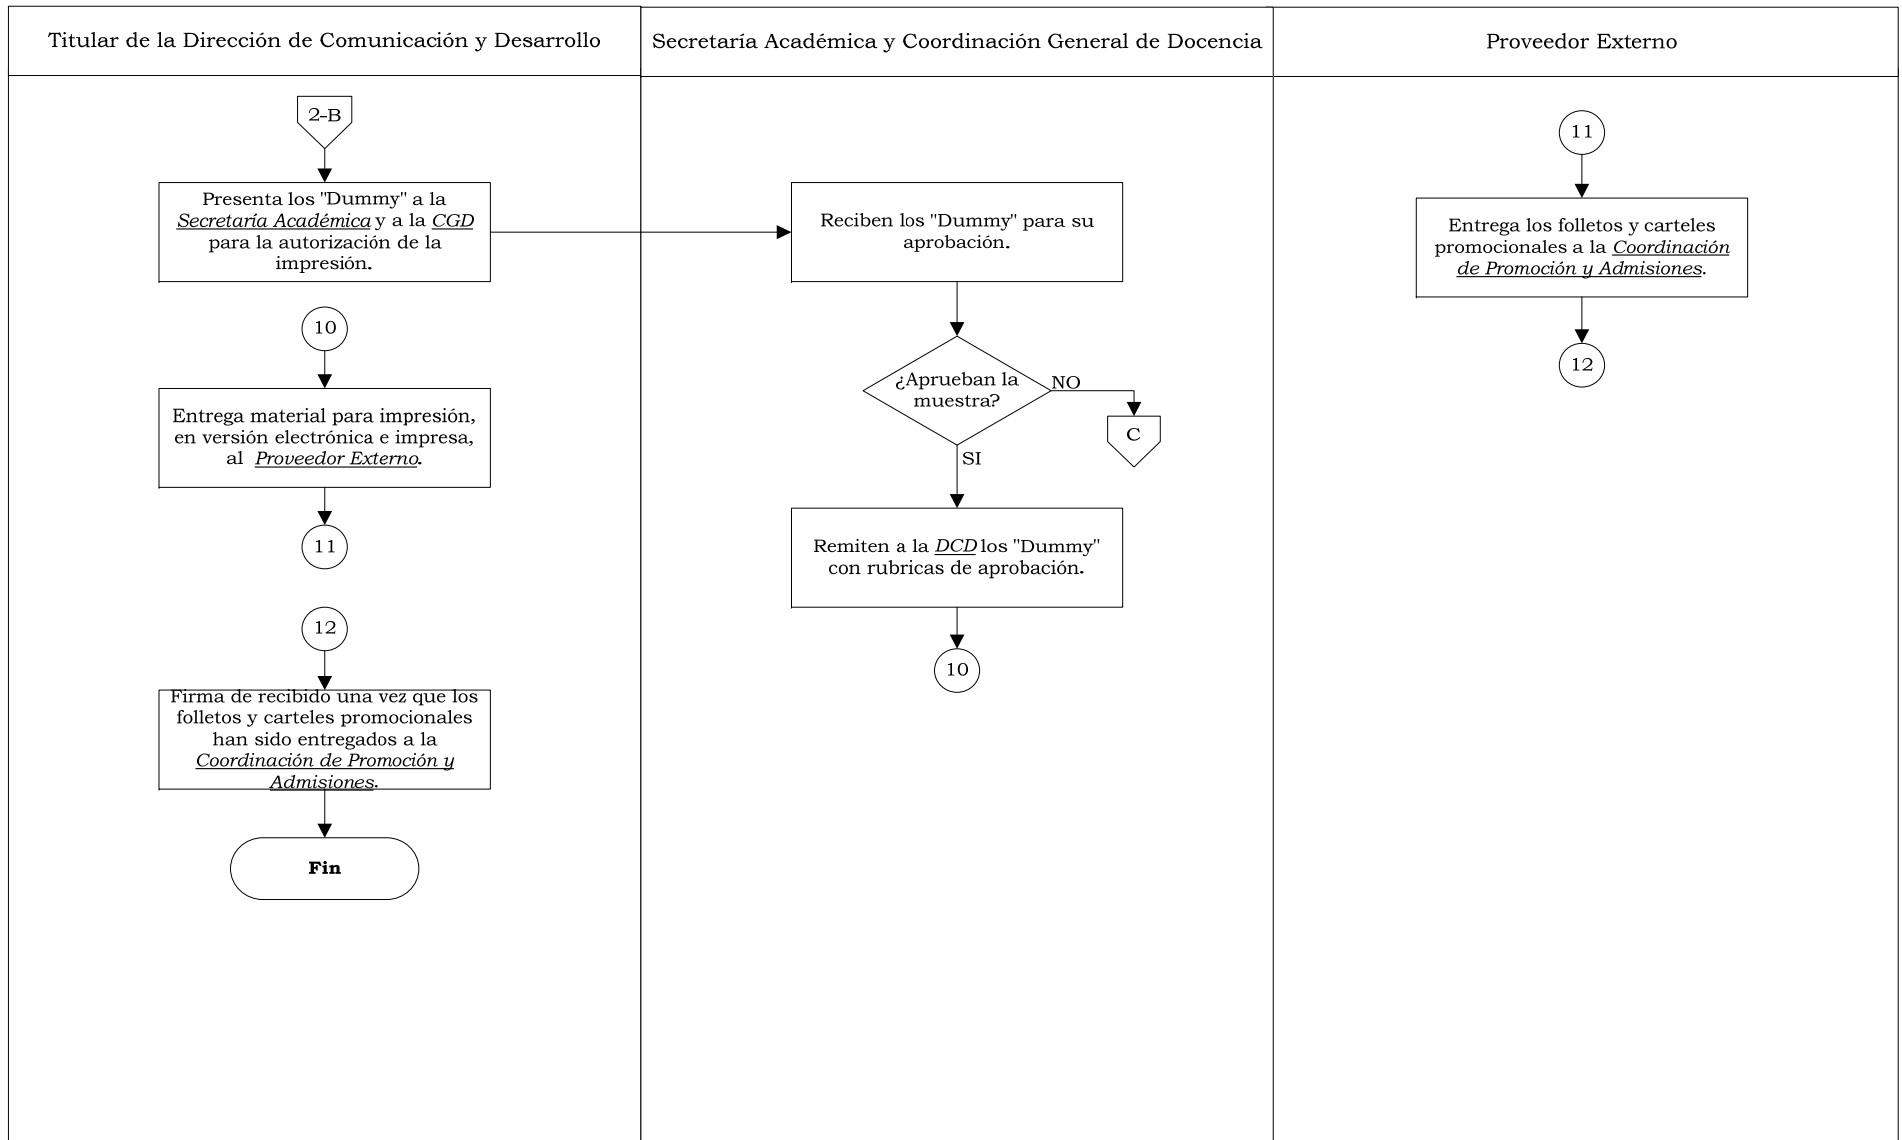 Titular de la Dirección de Comunicación y Desarrollo
Secretaría Académica y Coordinación General de Docencia
Proveedor Externo
2-B
Presenta los "Dummy" a la
Secretaría Académica y a la CGD
para la autorización de la
impresión.
10
Entrega material para impresión,
en versión electrónica e impresa,
al Proveedor Externo.
11
12
Firma de recibido una vez que los
folletos y carteles promocionales
han sido entregados a la
Coordinación de Promoción y
Admisiones.
Fin
Reciben los "Dummy" para su
aprobación.
¿Aprueban la
muestra?
NO
C
SI
Remiten a la DCD los "Dummy"
con rubricas de aprobación.
10
11
Entrega los folletos y carteles
promocionales a la Coordinación
de Promoción y Admisiones.
12